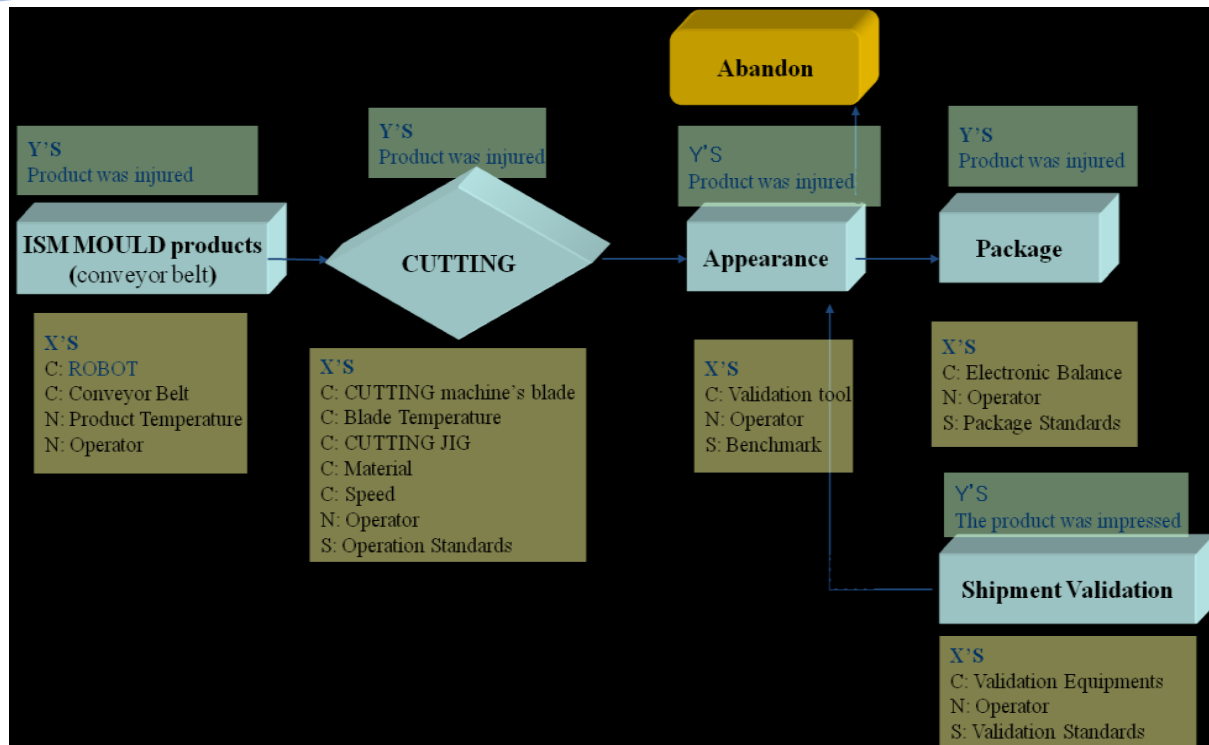 Abandon
Y'S
Product was injured
ISM MOULD products
(conveyor belt)
X'S
C: ROBOT
C: Conveyor Belt
N: Product Temperature
N: Operator
Y'S
Product was injured
CUTTING
X'S
C: CUTTING machine's blade
C: Blade Temperature
C: CUTTING JIG
C: Material
C: Speed
N: Operator
S: Operation Standards
Y'S
Product was injured
Appearance
X'S
C: Validation tool
N: Operator
S: Benchmark
Y'S
Product was injured
Package
X'S
C: Electronic Balance
N: Operator
S: Package Standards
Y'S
The product was impressed
Shipment Validation
X'S
C: Validation Equipments
N: Operator
S: Validation Standards